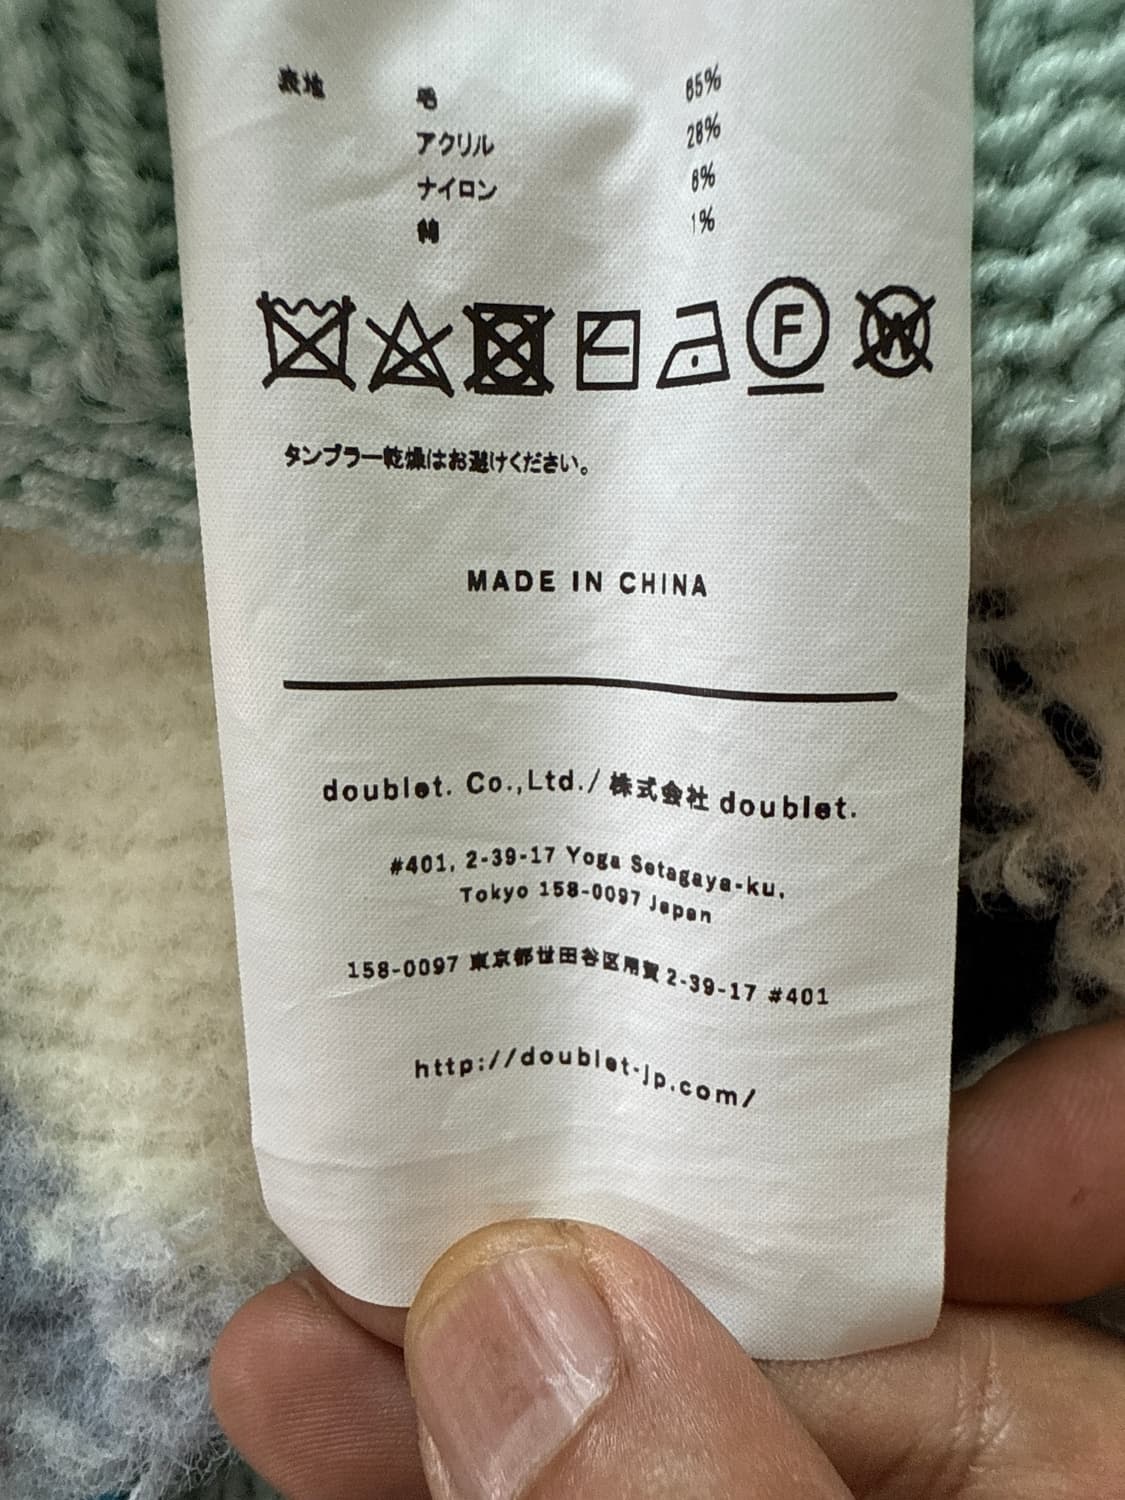 表地 毛 65%
アクリル 28%
ナイロン 6%
綿 1%
F W
タンブラー乾燥はお避けください。
MADE IN CHINA
doublet. Co.,Ltd./ 株式会社 doublet.
#401, 2-39-17 Yoga Setagaya-ku,
Tokyo 158-0097 Japan
158-0097 東京都世田谷区用賀 2-39-17 #401
http://doublet-jp.com/